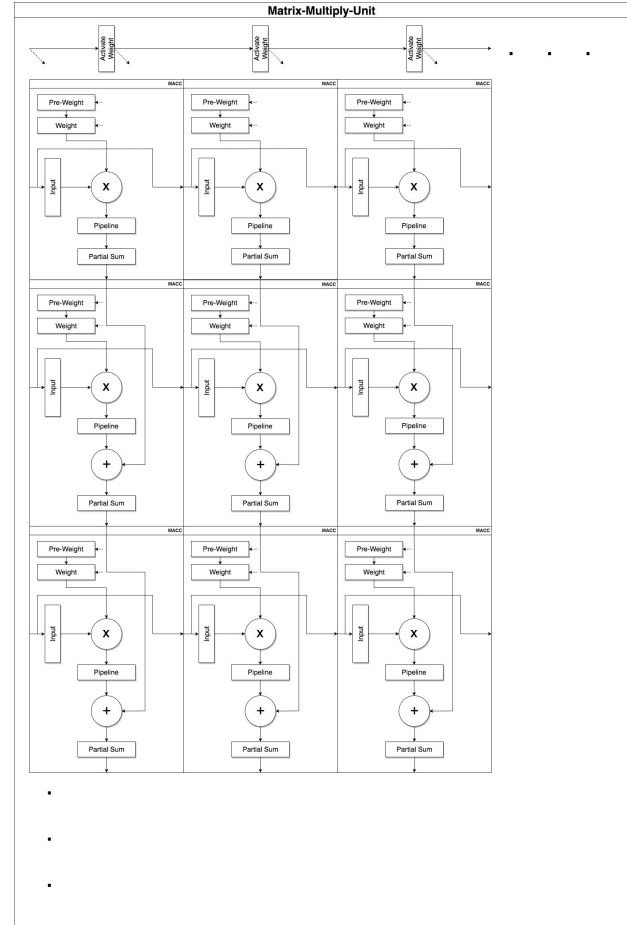 Matrix-Multiply-Unit
Activate Weight Activate Weight Activate Weight
MACC MACC MACC
Pre-Weight Pre-Weight Pre-Weight
Weight Weight Weight
Input X Input X Input X
Pipeline Pipeline Pipeline
Partial Sum Partial Sum Partial Sum
MACC MACC MACC
Pre-Weight Pre-Weight Pre-Weight
Weight Weight Weight
Input X Input X Input X
Pipeline Pipeline Pipeline
+ + +
Partial Sum Partial Sum Partial Sum
MACC MACC MACC
Pre-Weight Pre-Weight Pre-Weight
Weight Weight Weight
Input X Input X Input X
Pipeline Pipeline Pipeline
+ + +
Partial Sum Partial Sum Partial Sum